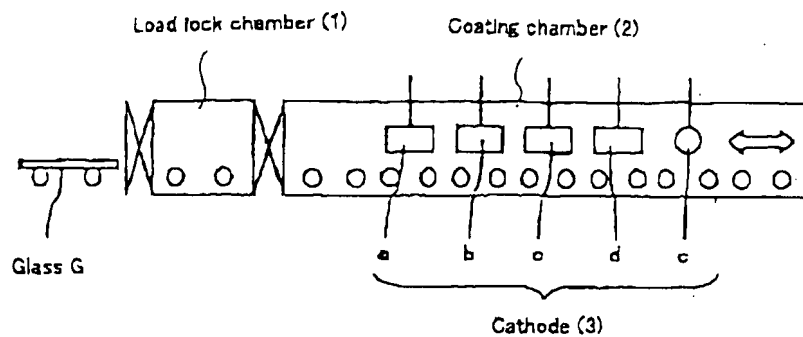 Load lock chamber (1)
Coating chamber (2)
a b c d c
Glass G
Cathode (3)